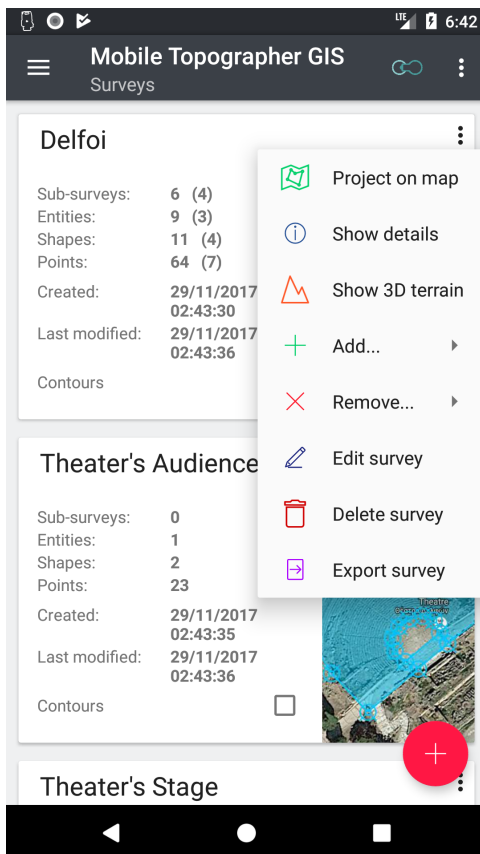 LTE 6:42
Mobile Topographer GIS
Surveys
Delfoi
Sub-surveys: 6 (4)
Entities: 9 (3)
Shapes: 11 (4)
Points: 64 (7)
Created: 29/11/2017
02:43:30
Last modified: 29/11/2017
02:43:36
Contours
Project on map
Show details
Show 3D terrain
Add...
Remove...
Edit survey
Delete survey
Export survey
Theater's Audience
Sub-surveys: 0
Entities: 1
Shapes: 2
Points: 23
Created: 29/11/2017
02:43:35
Last modified: 29/11/2017
02:43:36
Contours
Theatre
Theater's Stage